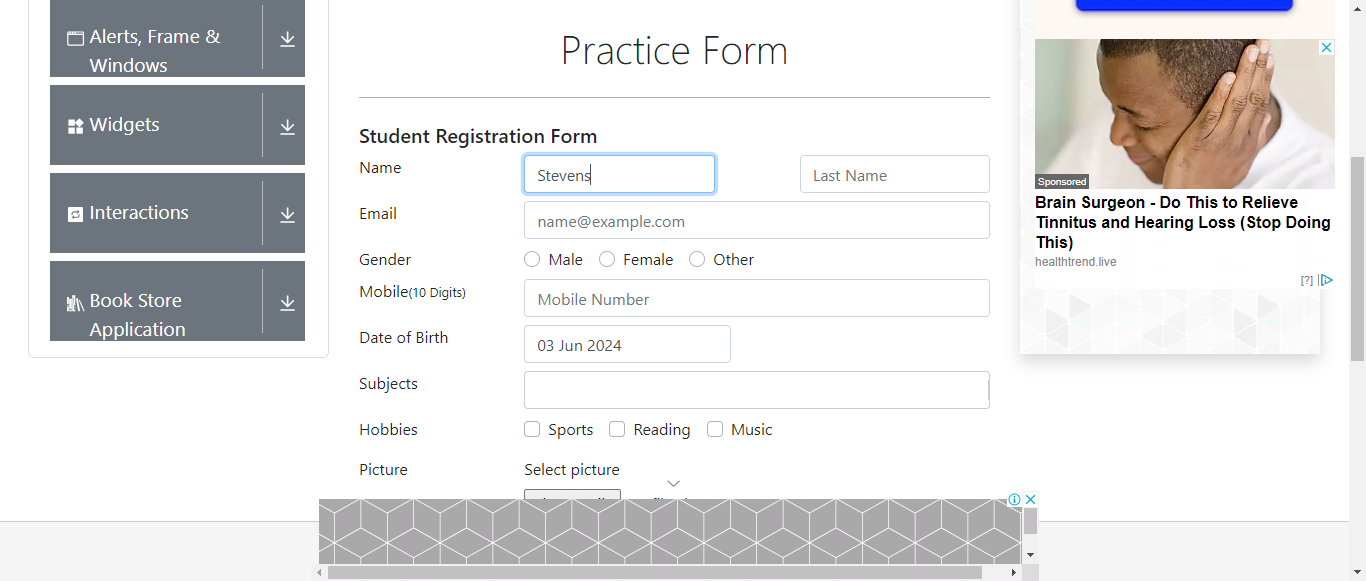 Alerts, Frame &
Windows
Widgets
Interactions
Book Store
Application
Practice Form
Student Registration Form
Name
Stevens
Last Name
Email
name@example.com
Gender
Male
Female
Other
Mobile(10 Digits)
Mobile Number
Date of Birth
03 Jun 2024
Subjects
Hobbies
Sports
Reading
Music
Picture
Select picture
Sponsored
Brain Surgeon - Do This to Relieve
Tinnitus and Hearing Loss (Stop Doing
This)
healthtrend.live
[?]